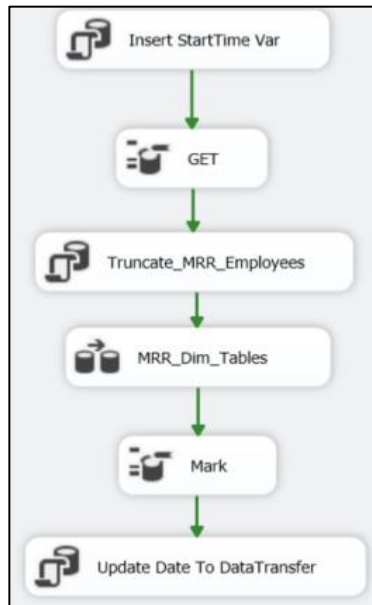 Insert StartTime Var
GET
Truncate_MRR_Employees
MRR_Dim_Tables
Mark
Update Date To DataTransfer